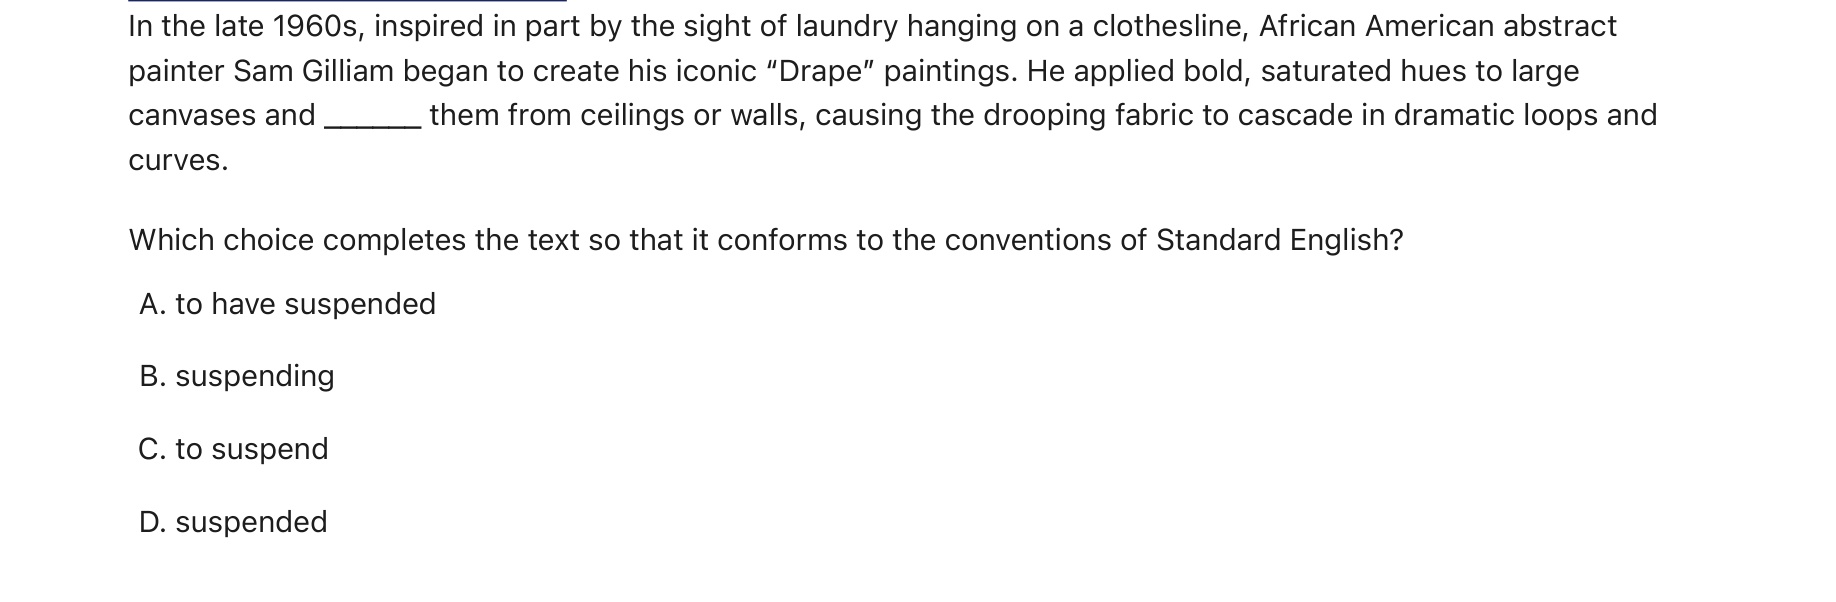 In the late 1960s, inspired in part by the sight of laundry hanging on a clothesline, African American abstract
painter Sam Gilliam began to create his iconic “Drape” paintings. He applied bold, saturated hues to large
canvases and ______ them from ceilings or walls, causing the drooping fabric to cascade in dramatic loops and
curves.
Which choice completes the text so that it conforms to the conventions of Standard English?
A. to have suspended
B. suspending
C. to suspend
D. suspended